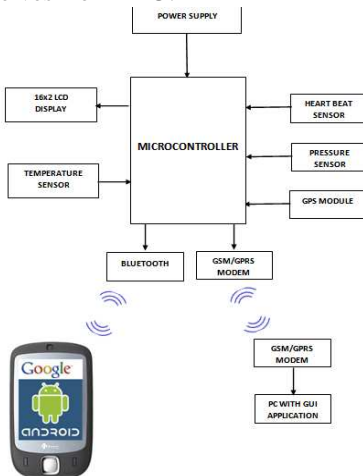 POWER SUPPLY
16x2 LCD
DISPLAY
HEART BEAT
SENSOR
MICROCONTROLLER
PRESSURE
SENSOR
TEMPERATURE
SENSOR
GPS MODULE
BLUETOOTH
GSM/GPRS
MODEM
Google
ANDROID
GSM/GPRS
MODEM
PC WITH GUI
APPLICATION